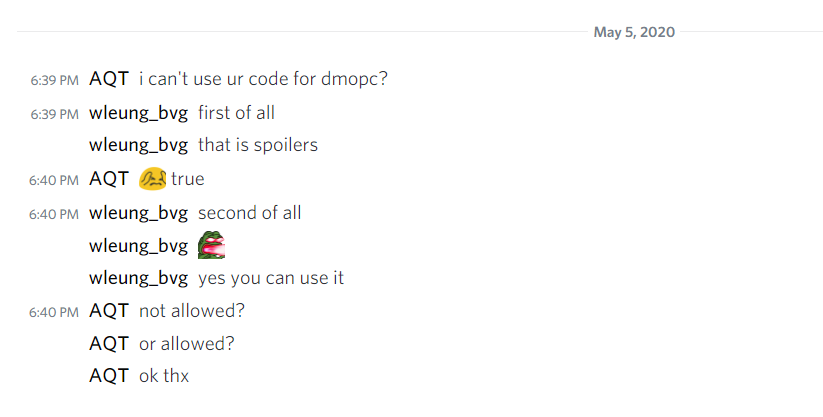 May 5, 2020
6:39 PM AQT i can't use ur code for dmopc?
6:39 PM wleung_bvg first of all
wleung_bvg that is spoilers
6:40 PM AQT true
6:40 PM wleung_bvg second of all
wleung_bvg
wleung_bvg yes you can use it
6:40 PM AQT not allowed?
AQT or allowed?
AQT ok thx